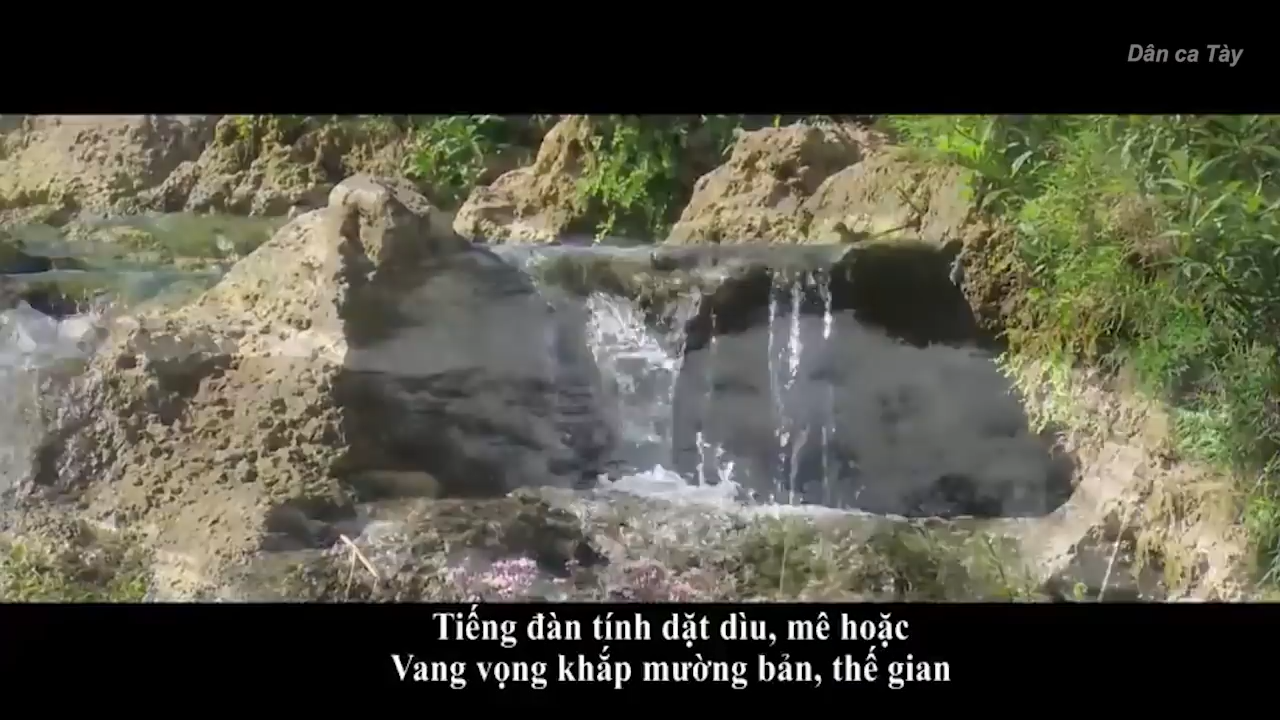 Dân ca Tày
Tiếng đàn tính dặt dìu, mê hoặc
Vang vọng khắp mường bản, thế gian